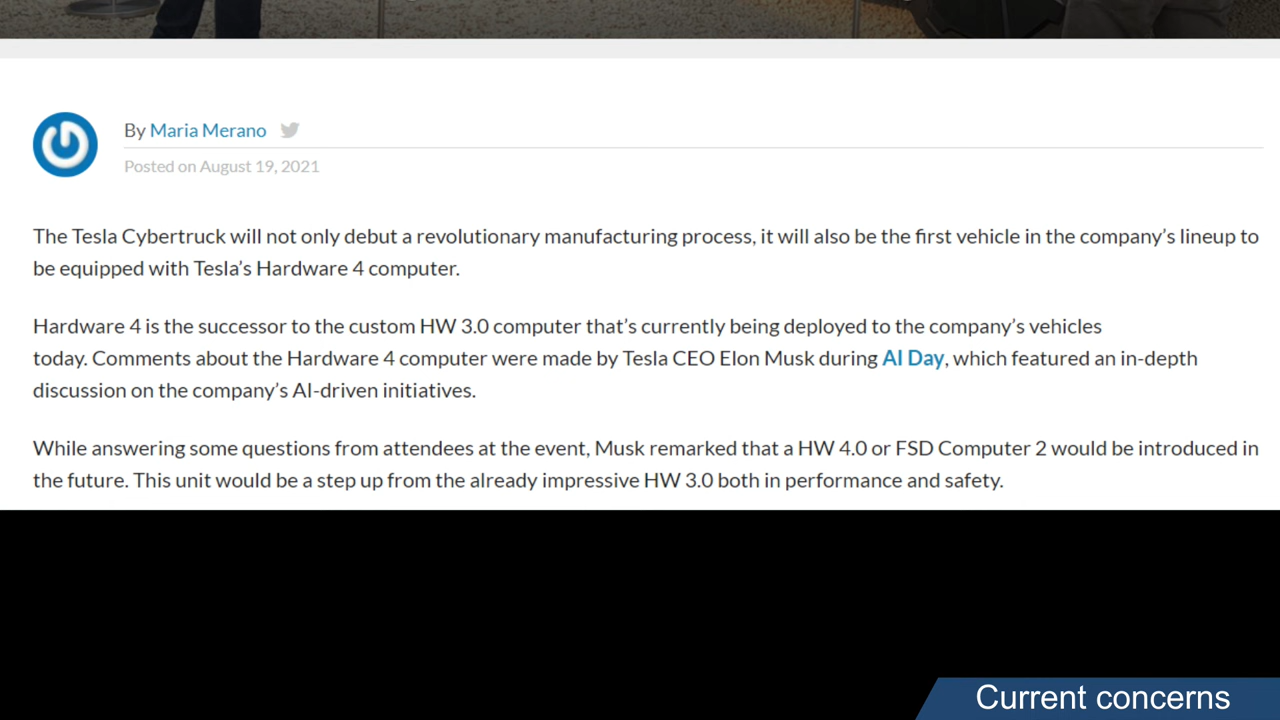 By Maria Merano
Posted on August 19, 2021
The Tesla Cybertruck will not only debut a revolutionary manufacturing process, it will also be the first vehicle in the company’s lineup to
be equipped with Tesla’s Hardware 4 computer.
Hardware 4 is the successor to the custom HW 3.0 computer that’s currently being deployed to the company’s vehicles
today. Comments about the Hardware 4 computer were made by Tesla CEO Elon Musk during AI Day, which featured an in-depth
discussion on the company’s AI-driven initiatives.
While answering some questions from attendees at the event, Musk remarked that a HW 4.0 or FSD Computer 2 would be introduced in
the future. This unit would be a step up from the already impressive HW 3.0 both in performance and safety.
Current concerns